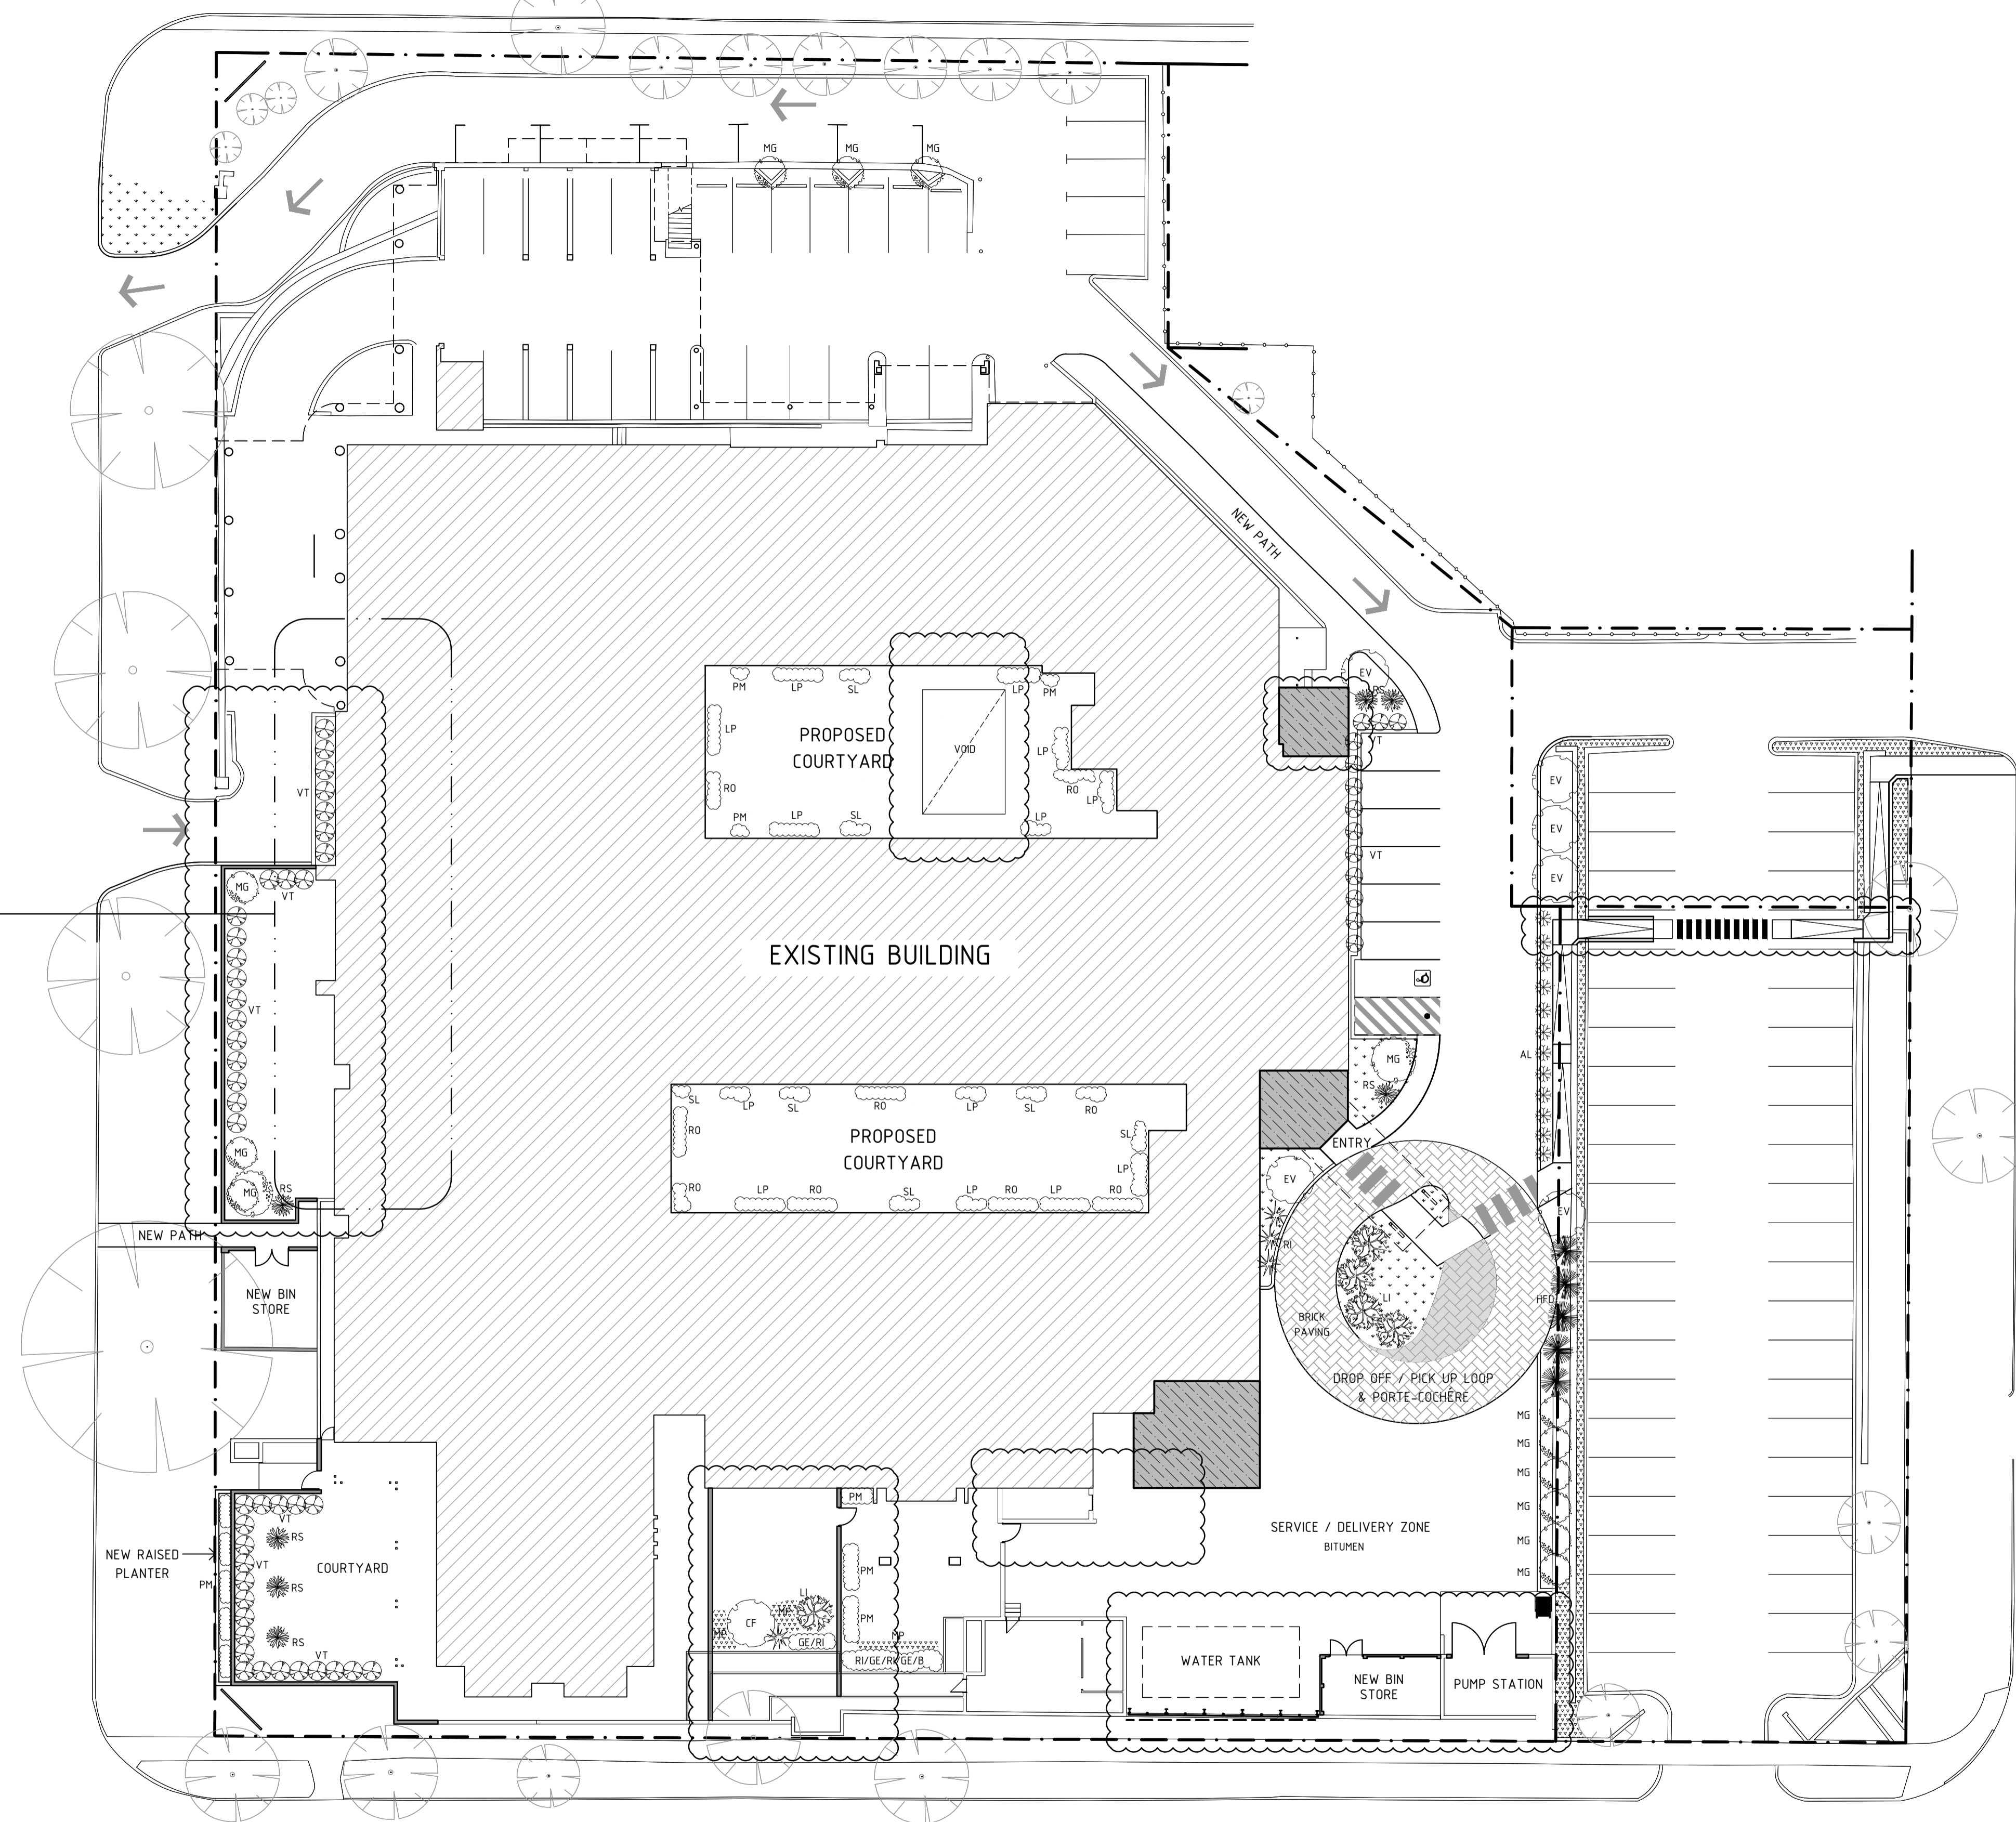 MG
MG
MG
NEW PATH
EV
RS
VT
PM
LP
SL
LP
PM
LP
PROPOSED
COURTYARD
VOID
LP
RO
RO
LP
PM
LP
SL
LP
VT
EV
EV
EV
VT
MG
VT
VT
EXISTING BUILDING
AL
MG
RS
SL
LP
SL
RO
LP
SL
RO
RO
PROPOSED
COURTYARD
SL
LP
ENTRY
MG
MG
RS
RO
LP
RO
SL
LP
RO
LP
RO
EV
EV
RI
NEW PATH
NEW BIN
STORE
LI
HFD
BRICK
PAVING
DROP OFF / PICK UP LOOP
& PORTE-COCHÉRE
MG
MG
MG
MG
MG
MG
PM
VT
RS
SERVICE / DELIVERY ZONE
BITUMEN
NEW RAISED
PLANTER
PM
VT
COURTYARD
RS
RS
VT
PM
PM
LI
CF
MP
MP
GE/RI
MP
RI/GE/RI/GE/B
WATER TANK
NEW BIN
STORE
PUMP STATION